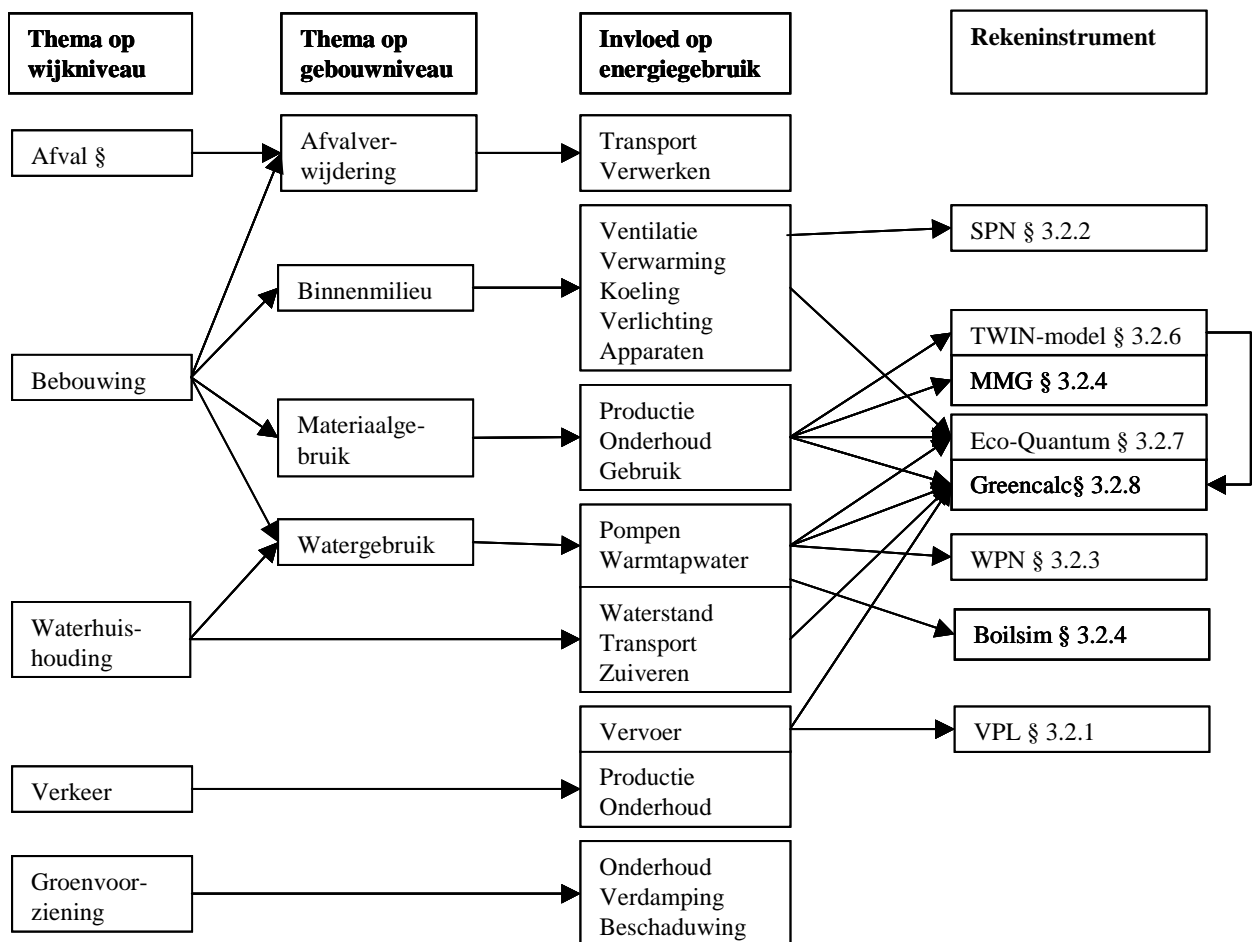 Thema op
wijkniveau
Thema op
gebouwniveau
Invloed op
energiegebruik
Rekeninstrument
Afval §
Afvalver-
wijdering
Transport
Verwerken
Ventilatie
Verwarming
Koeling
Verlichting
Apparaten
SPN § 3.2.2
Binnenmilieu
Bebouwing
TWIN-model § 3.2.6
MMG § 3.2.4
Materiaalge-
bruik
Productie
Onderhoud
Gebruik
Eco-Quantum § 3.2.7
Greencalc§ 3.2.8
Watergebruik
Pompen
Warmtapwater
WPN § 3.2.3
Waterhuis-
houding
Waterstand
Transport
Zuiveren
Boilsim § 3.2.4
Vervoer
VPL § 3.2.1
Verkeer
Productie
Onderhoud
Groenvoor-
ziening
Onderhoud
Verdamping
Beschaduwing